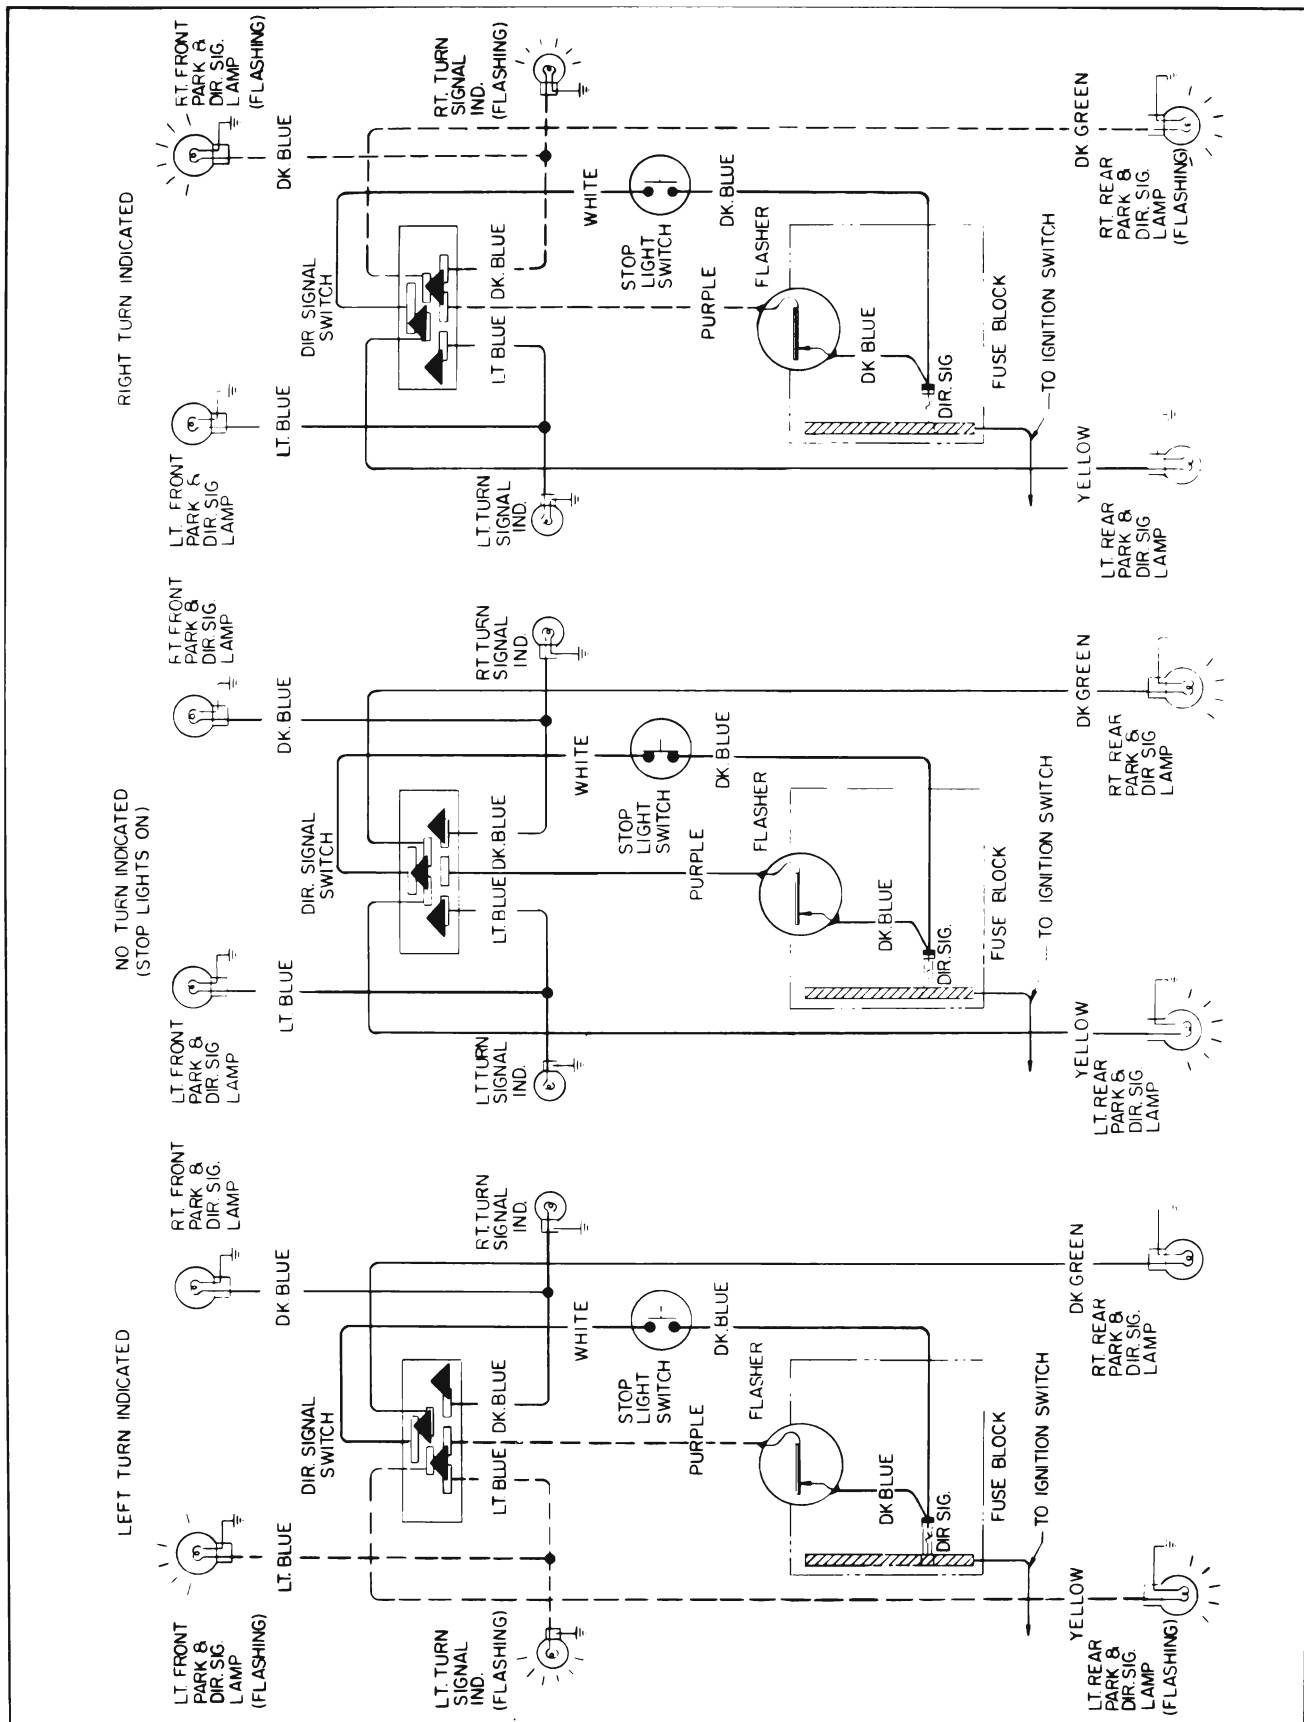 LEFT TURN INDICATED
LT. FRONT
PARK &
DIR. SIG.
LAMP
(FLASHING)
RT. FRONT
PARK &
DIR. SIG.
LAMP
LT. BLUE
DK. BLUE
DIR. SIGNAL
SWITCH
LT. TURN
SIGNAL
IND.
(FLASHING)
LT BLUE
DK. BLUE
RT. TURN
SIGNAL
IND.
WHITE
STOP
LIGHT
SWITCH
PURPLE
DK. BLUE
FLASHER
DK BLUE
DIR SIG.
FUSE BLOCK
TO IGNITION SWITCH
YELLOW
DK GREEN
LT. REAR
PARK &
DIR. SIG.
LAMP
(FLASHING)
RT. REAR
PARK &
DIR. SIG.
LAMP
NO TURN INDICATED
(STOP LIGHTS ON)
LT. FRONT
PARK &
DIR. SIG
LAMP
RT. FRONT
PARK &
DIR. SIG.
LAMP
LT. BLUE
DK. BLUE
DIR. SIGNAL
SWITCH
LT. TURN
SIGNAL
IND.
LT. BLUE
DK. BLUE
RT TURN
SIGNAL
IND.
WHITE
STOP
LIGHT
SWITCH
PURPLE
DK. BLUE
FLASHER
DK. BLUE
DIR. SIG.
FUSE BLOCK
TO IGNITION SWITCH
YELLOW
DK GREEN
LT. REAR
PARK &
DIR. SIG
LAMP
RT REAR
PARK &
DIR SIG
LAMP
RIGHT TURN INDICATED
LT. FRONT
PARK &
DIR. SIG
LAMP
RT. FRONT
PARK &
DIR. SIG.
LAMP
(FLASHING)
LT. BLUE
DK. BLUE
DIR SIGNAL
SWITCH
LT. TURN
SIGNAL
IND.
LT BLUE
DK. BLUE
RT. TURN
SIGNAL
IND.
(FLASHING)
WHITE
STOP
LIGHT
SWITCH
PURPLE
DK. BLUE
FLASHER
DK BLUE
DIR. SIG
FUSE BLOCK
TO IGNITION SWITCH
YELLOW
DK GREEN
LT. REAR
PARK &
DIR. SIG.
LAMP
RT. REAR
PARK &
DIR. SIG.
LAMP
(FLASHING)